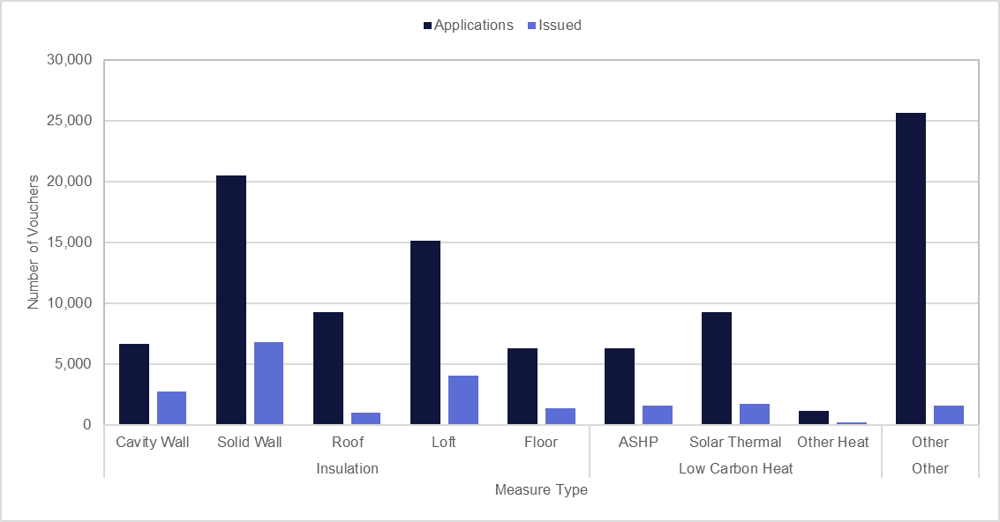 Applications Issued
30,000
25,000
20,000
15,000
10,000
5,000
0
Number of Vouchers
Cavity Wall Solid Wall Roof Loft Floor ASHP Solar Thermal Other Heat Other
Insulation Low Carbon Heat Other
Measure Type